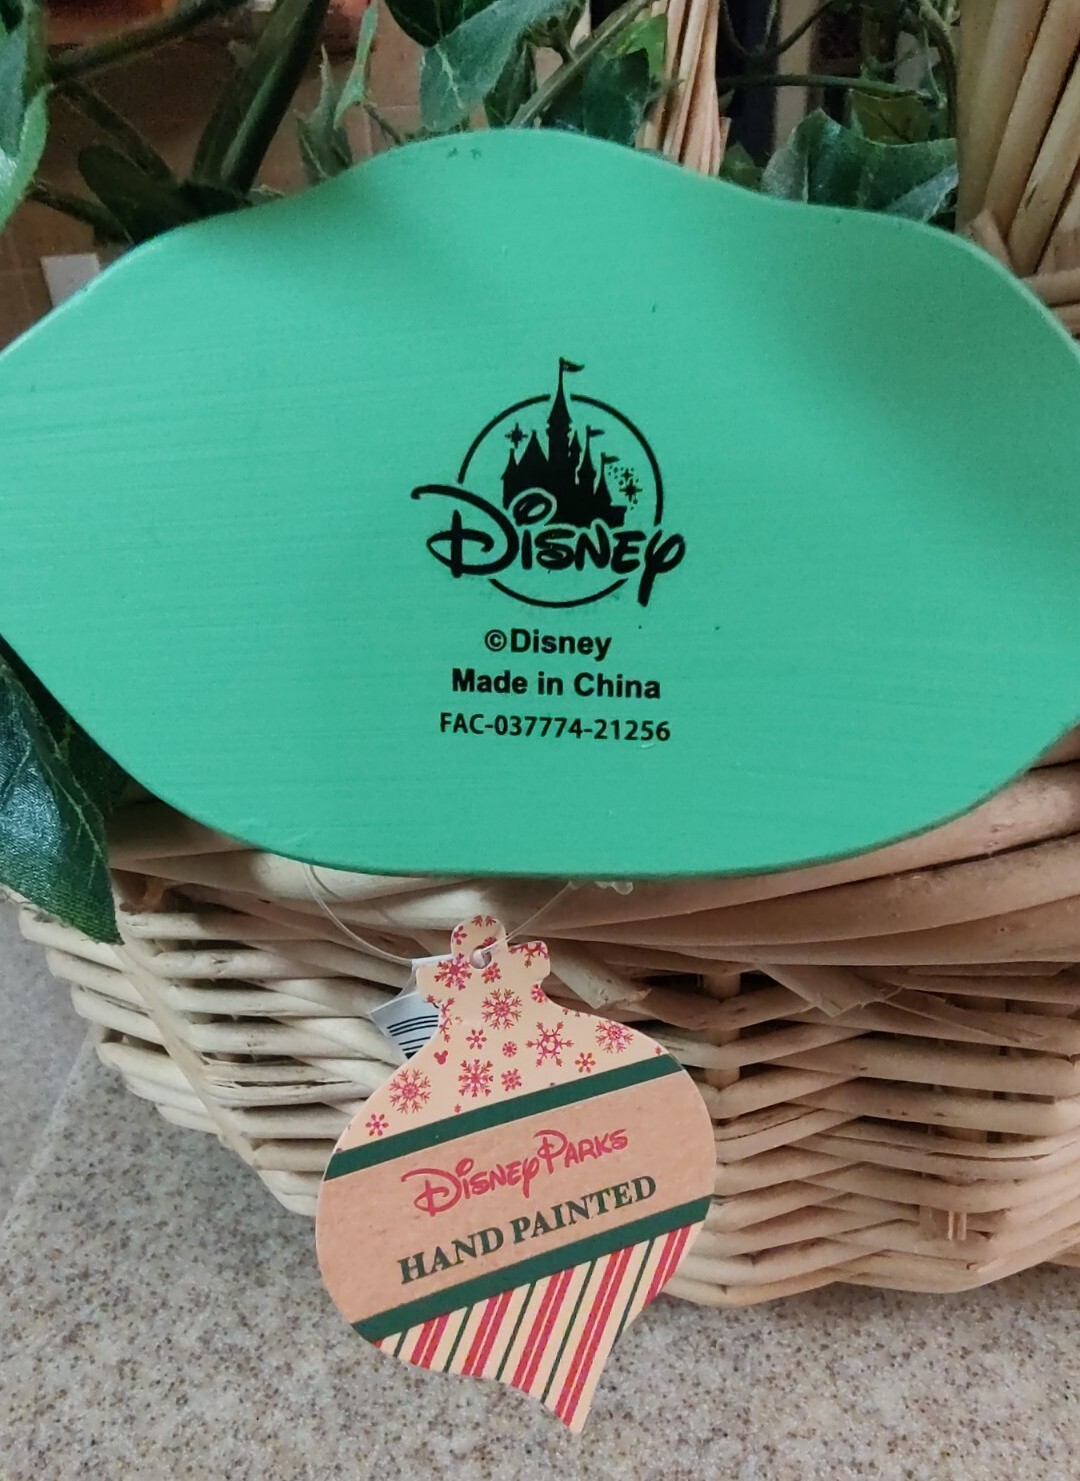 Disney
©Disney
Made in China
FAC-037774-21256
Disney Parks
HAND PAINTED